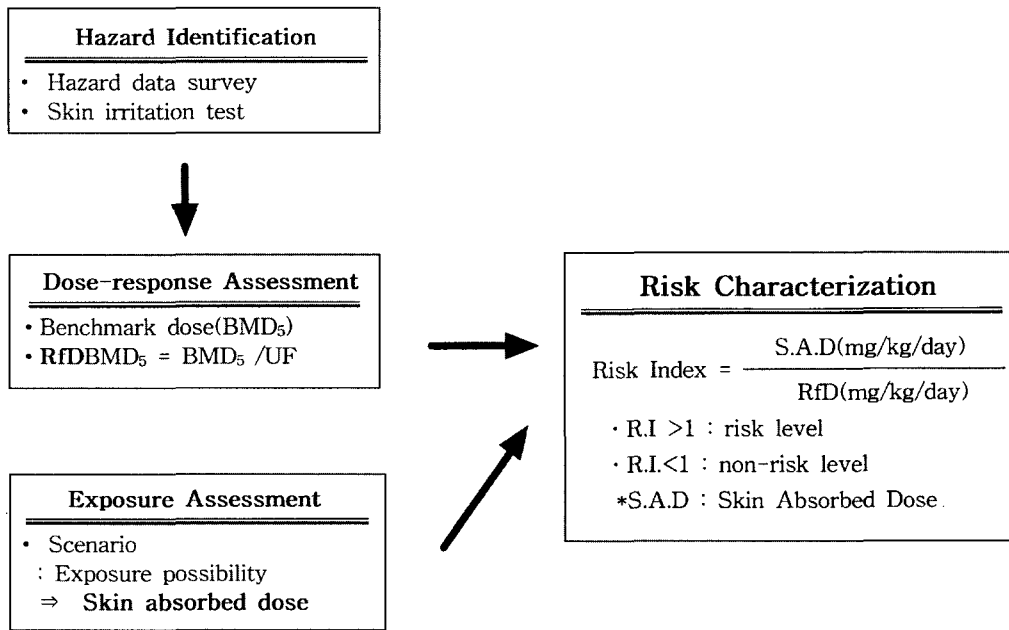 Hazard Identification
· Hazard data survey
· Skin irritation test
Dose-response Assessment
· Benchmark dose(BMD₅)
· RfDBMD₅ = BMD₅ /UF
Exposure Assessment
· Scenario
: Exposure possibility
⇒ Skin absorbed dose
Risk Characterization
Risk Index = S.A.D(mg/kg/day)
RfD(mg/kg/day)
· R.I >1 : risk level
· R.I.<1 : non-risk level
*S.A.D : Skin Absorbed Dose